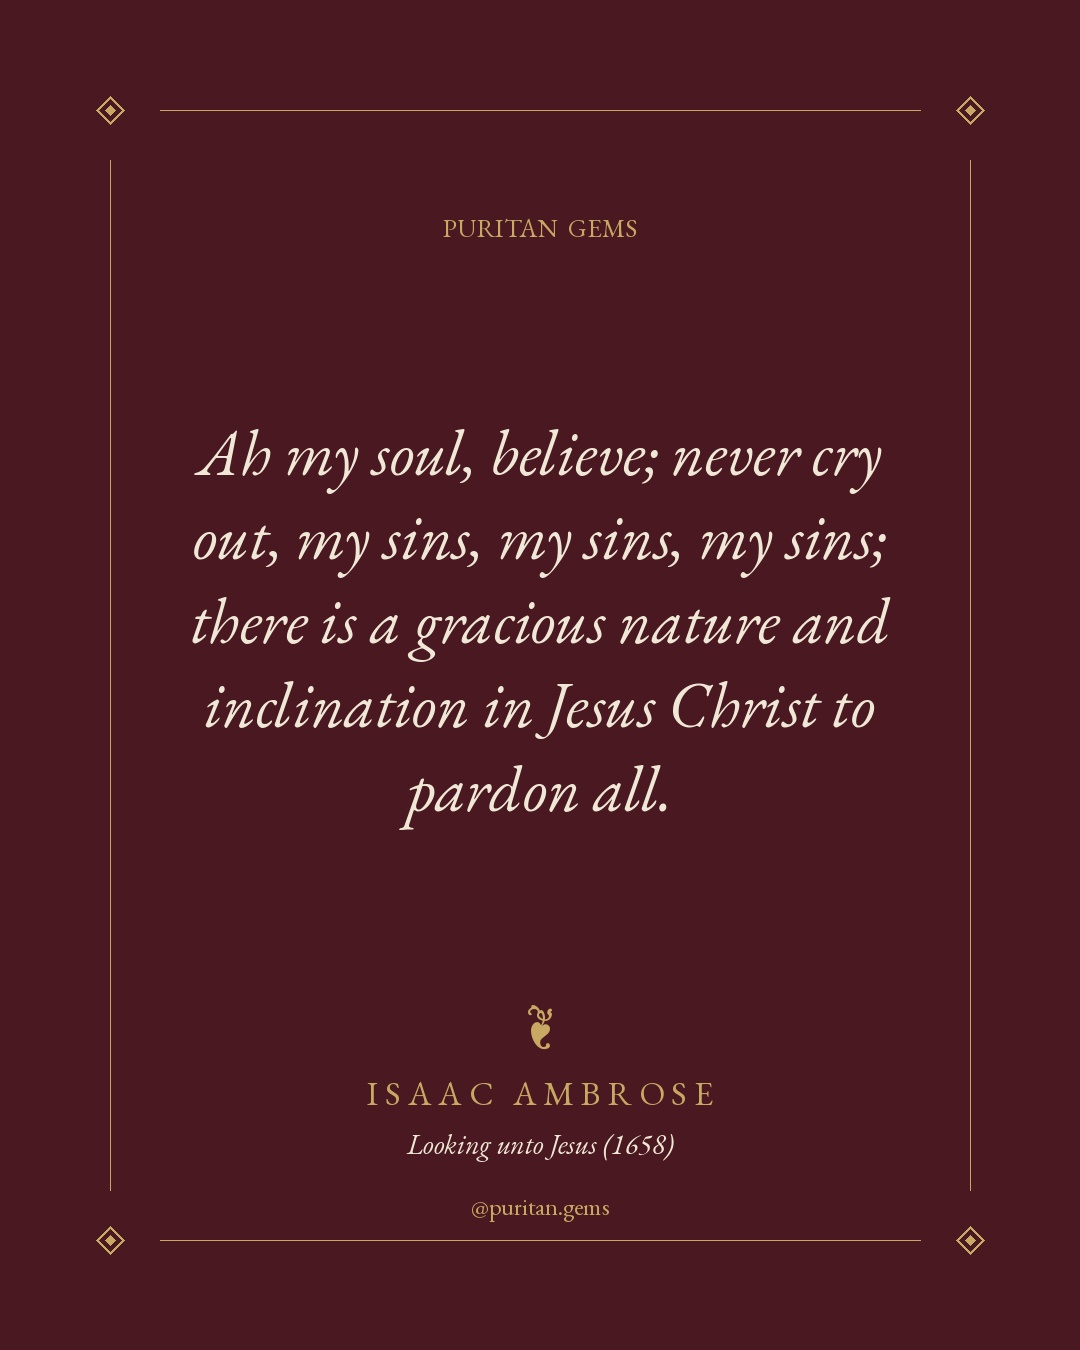 PURITAN GEMS
Ah my soul, believe; never cry
out, my sins, my sins, my sins;
there is a gracious nature and
inclination in Jesus Christ to
pardon all.
❦
ISAAC AMBROSE
Looking unto Jesus (1658)
@puritan.gems